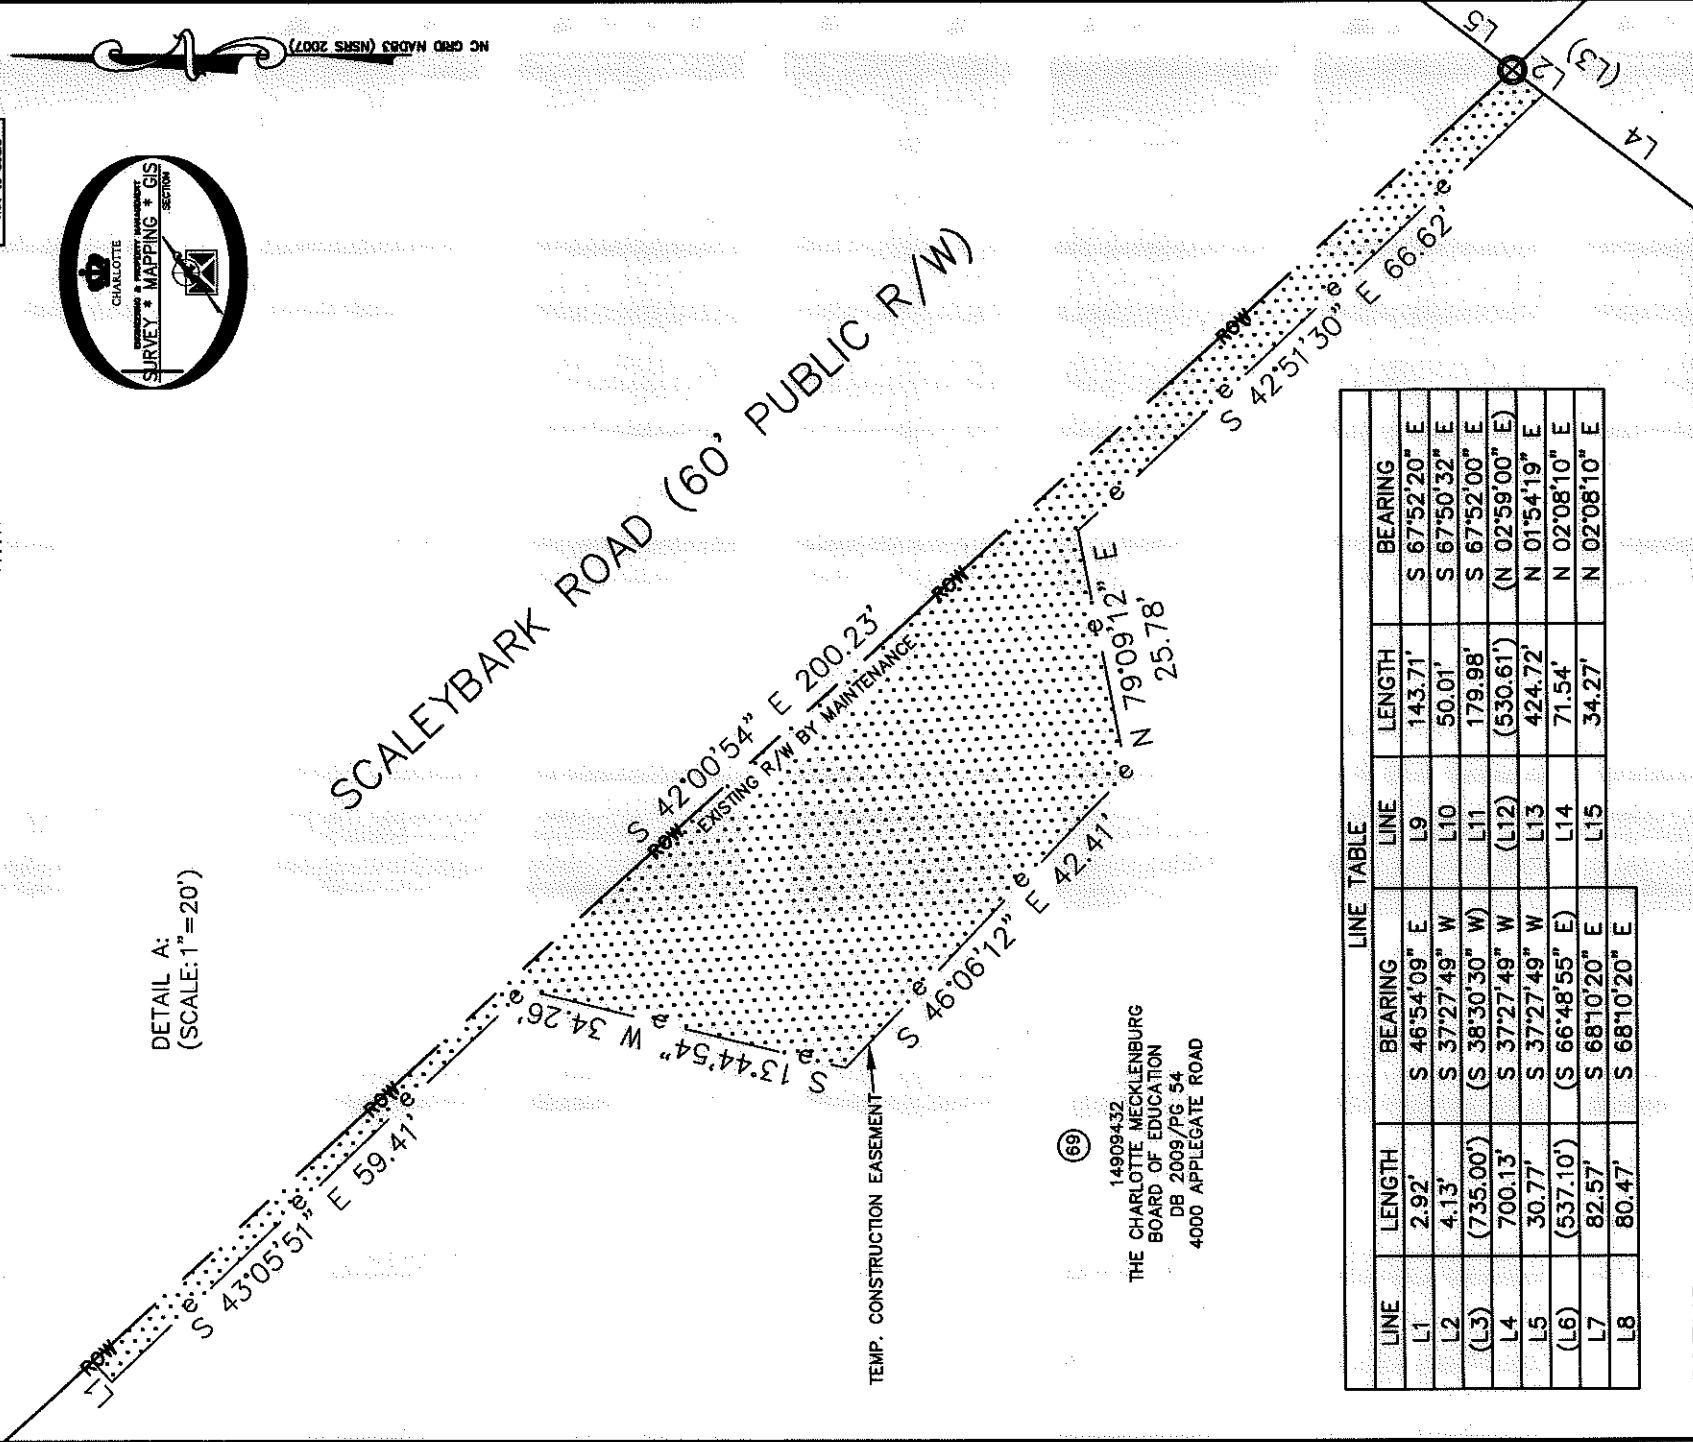 NC GRID NAD83 (NSRS 2007)
CHARLOTTE
ENGINEERING & PROPERTY MANAGEMENT
SURVEY * MAPPING * GIS
SECTION
DETAIL A:
(SCALE: 1"=20')
SCALEYBARK ROAD (60' PUBLIC R/W)
L5
L2
(L3)
L4
ROW
S 42°51'30" E 66.62'
e
e
e
e
ROW
S 42°00'54" E 200.23'
EXISTING R/W BY MAINTENANCE
ROW
N 79°09'12" E
25.78'
e
e
S 46°06'12" E 42.41'
e
e
S 13°44'54" W 34.26'
e
e
e
ROW
S 43°05'51" E 59.41'
e
e
e
ROW
L1
TEMP. CONSTRUCTION EASEMENT
69
14909432
THE CHARLOTTE MECKLENBURG
BOARD OF EDUCATION
DB 2009/PG 54
4000 APPLEGATE ROAD
LINE TABLE
LINE LENGTH BEARING LINE LENGTH BEARING
L1 2.92' S 46°54'09" E L9 143.71' S 67°52'20" E
L2 4.13' S 37°27'49" W L10 50.01' S 67°50'32" E
(L3) (735.00') (S 38°30'30" W) L11 179.98' S 67°52'00" E
L4 700.13' S 37°27'49" W (L12) (530.61') (N 02°59'00" E)
L5 30.77' S 37°27'49" W L13 424.72' N 01°54'19" E
(L6) (537.10') (S 66°48'55" E) L14 71.54' N 02°08'10" E
L7 82.57' S 68°10'20" E L15 34.27' N 02°08'10" E
L8 80.47' S 68°10'20" E